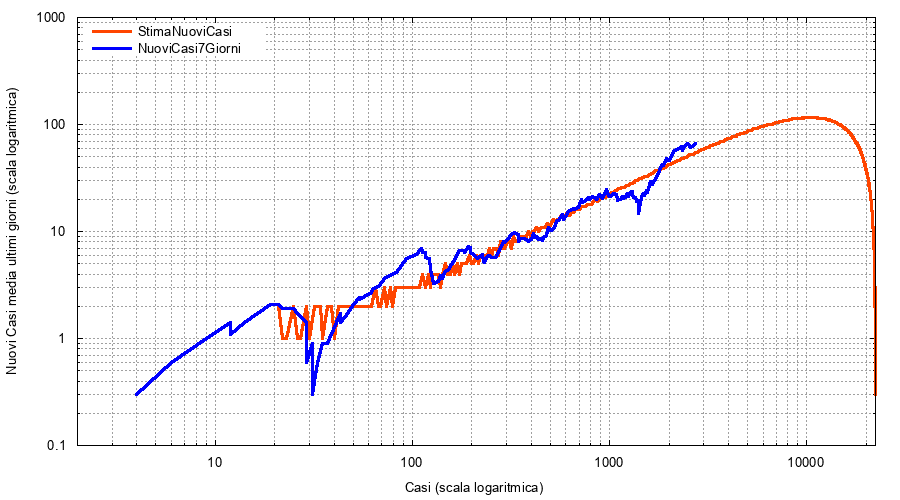 1000
StimaNuoviCasi
NuoviCasi7Giorni
100
10
1
0.1
10
100
1000
10000
Nuovi Casi media ultimi giorni (scala logaritmica)
Casi (scala logaritmica)